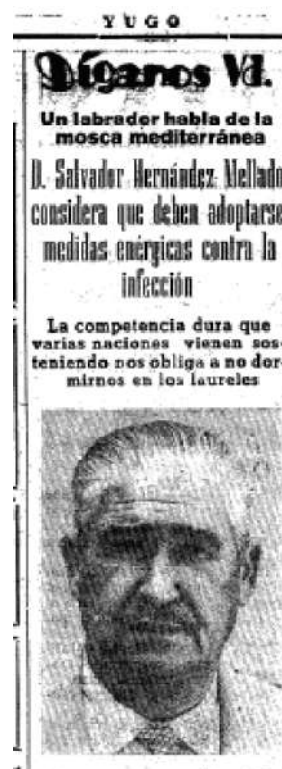 YUGO
Díganos Vd.
Un labrador habla de la
mosca mediterránea
D. Salvador Hernández Mellado
considera que deben adoptarse
medidas enérgicas contra la
infección
La competencia dura que
varias naciones vienen sos-
teniendo nos obliga a no dor-
mirnos en los laureles